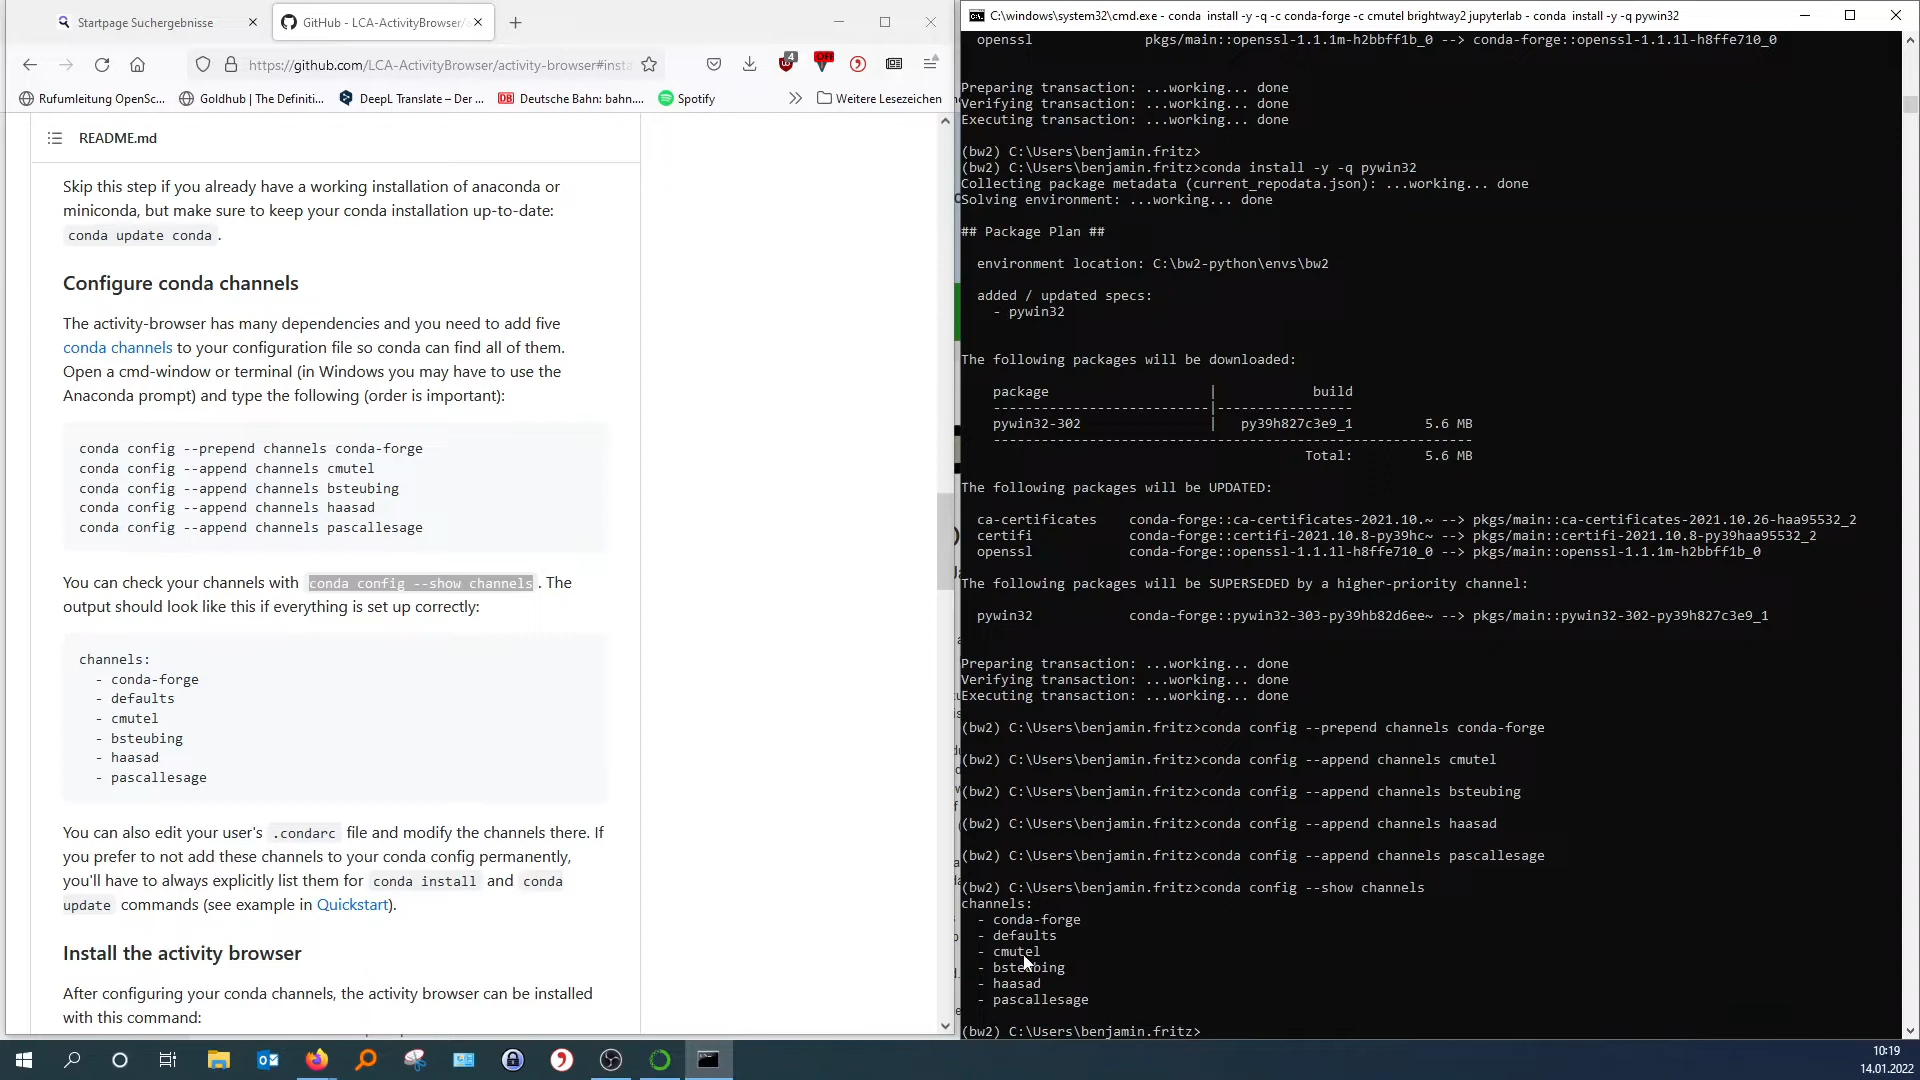 Startpage Suchergebnisse
GitHub - LCA-ActivityBrowser/a
https://github.com/LCA-ActivityBrowser/activity-browser#insta
4
OFF
Rufumleitung OpenSc...
Goldhub | The Definiti...
DeepL Translate – Der ...
DB Deutsche Bahn: bahn....
Spotify
Weitere Lesezeichen
README.md
Skip this step if you already have a working installation of anaconda or
miniconda, but make sure to keep your conda installation up-to-date:
conda update conda.
Configure conda channels
The activity-browser has many dependencies and you need to add five
conda channels to your configuration file so conda can find all of them.
Open a cmd-window or terminal (in Windows you may have to use the
Anaconda prompt) and type the following (order is important):
conda config --prepend channels conda-forge
conda config --append channels cmutel
conda config --append channels bsteubing
conda config --append channels haasad
conda config --append channels pascallesage
You can check your channels with conda config --show channels. The
output should look like this if everything is set up correctly:
channels:
- conda-forge
- defaults
- cmutel
- bsteubing
- haasad
- pascallesage
You can also edit your user's .condarc file and modify the channels there. If
you prefer to not add these channels to your conda config permanently,
you'll have to always explicitly list them for conda install and conda
update commands (see example in Quickstart).
Install the activity browser
After configuring your conda channels, the activity browser can be installed
with this command:
C:\windows\system32\cmd.exe - conda install -y -q -c conda-forge -c cmutel brightway2 jupyterlab - conda install -y -q pywin32
openssl pkgs/main::openssl-1.1.1m-h2bbff1b_0 --> conda-forge::openssl-1.1.1l-h8ffe710_0
Preparing transaction: ...working... done
Verifying transaction: ...working... done
Executing transaction: ...working... done
(bw2) C:\Users\benjamin.fritz>
(bw2) C:\Users\benjamin.fritz>conda install -y -q pywin32
Collecting package metadata (current_repodata.json): ...working... done
Solving environment: ...working... done
## Package Plan ##
environment location: C:\bw2-python\envs\bw2
added / updated specs:
- pywin32
The following packages will be downloaded:
package | build
---------------------------|-----------------
pywin32-302 | py39h827c3e9_1 5.6 MB
------------------------------------------------------------
Total: 5.6 MB
The following packages will be UPDATED:
ca-certificates conda-forge::ca-certificates-2021.10.~ --> pkgs/main::ca-certificates-2021.10.26-haa95532_2
certifi conda-forge::certifi-2021.10.8-py39hc~ --> pkgs/main::certifi-2021.10.8-py39haa95532_2
openssl conda-forge::openssl-1.1.1l-h8ffe710_0 --> pkgs/main::openssl-1.1.1m-h2bbff1b_0
The following packages will be SUPERSEDED by a higher-priority channel:
pywin32 conda-forge::pywin32-303-py39hb82d6ee~ --> pkgs/main::pywin32-302-py39h827c3e9_1
Preparing transaction: ...working... done
Verifying transaction: ...working... done
Executing transaction: ...working... done
(bw2) C:\Users\benjamin.fritz>conda config --prepend channels conda-forge
(bw2) C:\Users\benjamin.fritz>conda config --append channels cmutel
(bw2) C:\Users\benjamin.fritz>conda config --append channels bsteubing
(bw2) C:\Users\benjamin.fritz>conda config --append channels haasad
(bw2) C:\Users\benjamin.fritz>conda config --append channels pascallesage
(bw2) C:\Users\benjamin.fritz>conda config --show channels
channels:
- conda-forge
- defaults
- cmutel
- bsteubing
- haasad
- pascallesage
(bw2) C:\Users\benjamin.fritz>
10:19
14.01.2022